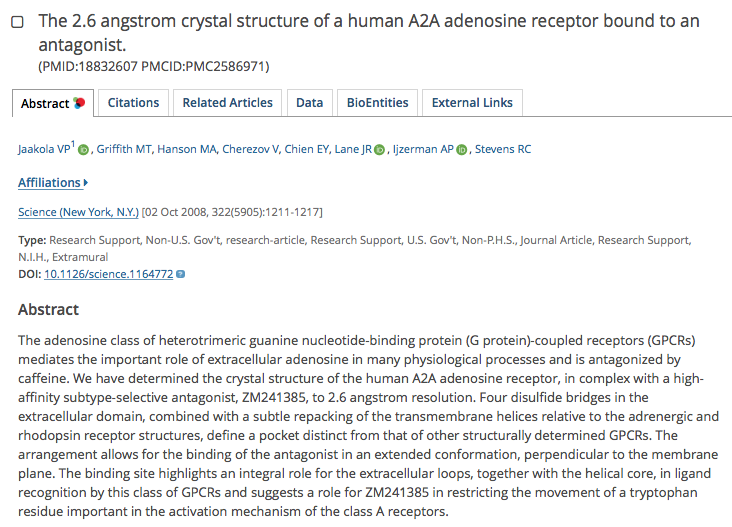 The 2.6 angstrom crystal structure of a human A2A adenosine receptor bound to an
antagonist.
(PMID:18832607 PMCID:PMC2586971)
Abstract Citations Related Articles Data BioEntities External Links
Jaakola VP1 iD , Griffith MT, Hanson MA, Cherezov V, Chien EY, Lane JR iD , Ijzerman AP iD , Stevens RC
Affiliations
Science (New York, N.Y.) [02 Oct 2008, 322(5905):1211-1217]
Type: Research Support, Non-U.S. Gov't, research-article, Research Support, U.S. Gov't, Non-P.H.S., Journal Article, Research Support,
N.I.H., Extramural
DOI: 10.1126/science.1164772 ?
Abstract
The adenosine class of heterotrimeric guanine nucleotide-binding protein (G protein)-coupled receptors (GPCRs)
mediates the important role of extracellular adenosine in many physiological processes and is antagonized by
caffeine. We have determined the crystal structure of the human A2A adenosine receptor, in complex with a high-
affinity subtype-selective antagonist, ZM241385, to 2.6 angstrom resolution. Four disulfide bridges in the
extracellular domain, combined with a subtle repacking of the transmembrane helices relative to the adrenergic and
rhodopsin receptor structures, define a pocket distinct from that of other structurally determined GPCRs. The
arrangement allows for the binding of the antagonist in an extended conformation, perpendicular to the membrane
plane. The binding site highlights an integral role for the extracellular loops, together with the helical core, in ligand
recognition by this class of GPCRs and suggests a role for ZM241385 in restricting the movement of a tryptophan
residue important in the activation mechanism of the class A receptors.